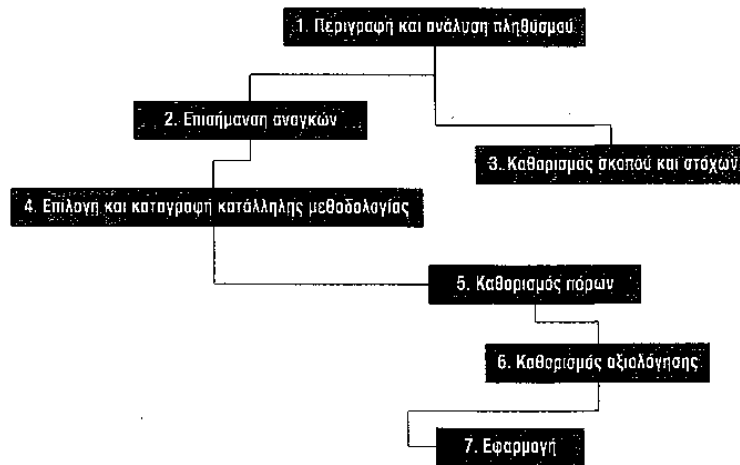 1. Περιγραφή και ανάλυση πληθυσμού
2. Επισήμανση αναγκών
3. Καθαρισμός σκοπού και στόχων
4. Επιλογή και καταγραφή κατάλληλης μεθοδολογίας
5. Καθορισμός πόρων
6. Καθορισμός αξιολόγησης
7. Εφαρμογή